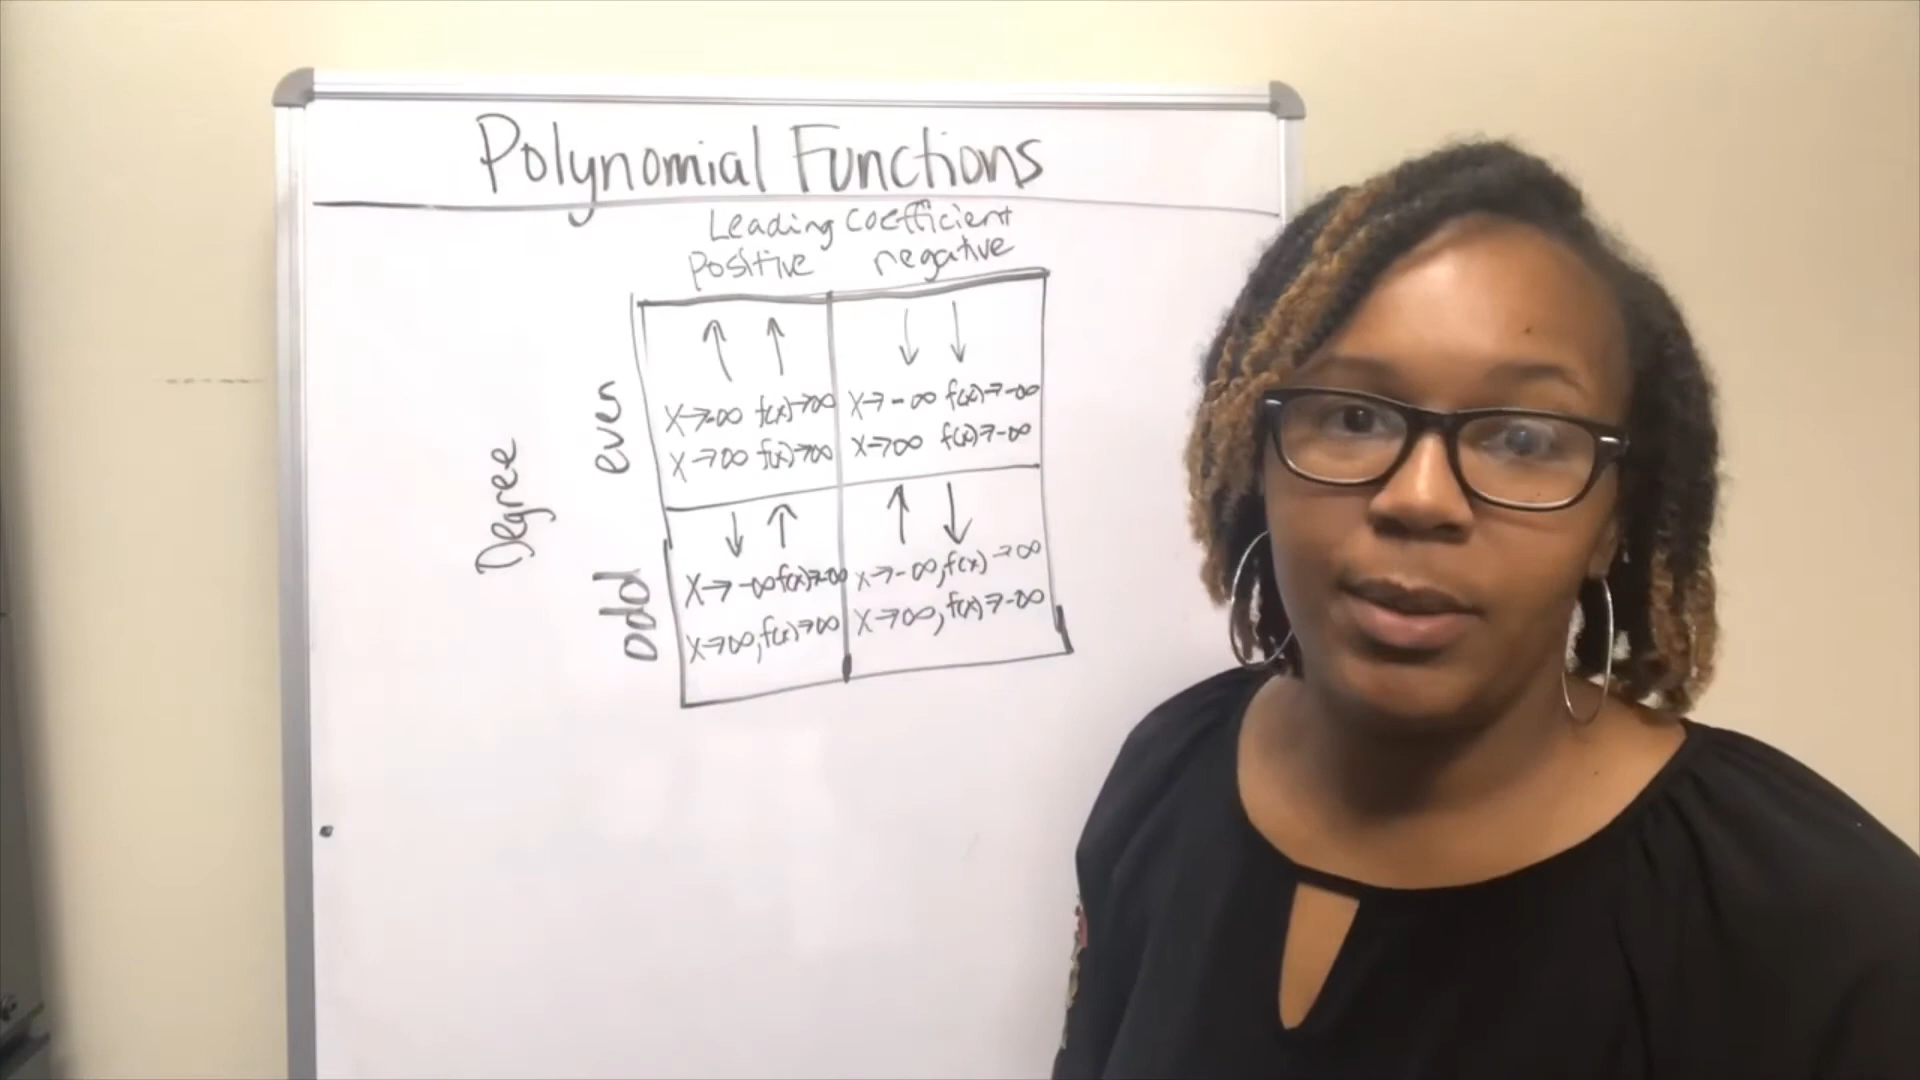 Polynomial Functions
Leading Coefficient
positive negative
Degree
even
↑ ↑
X→-∞ f(x)→∞
X→∞ f(x)→∞
↓ ↓
X→-∞ f(x)→-∞
X→∞ f(x)→-∞
odd
↓ ↑
X→-∞ f(x)→-∞
X→∞, f(x)→∞
↑ ↓
X→-∞, f(x)→∞
X→∞, f(x)→-∞